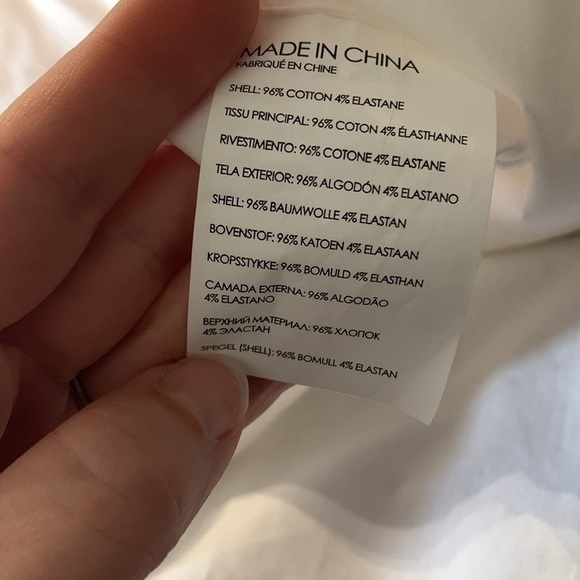 MADE IN CHINA
FABRIQUÉ EN CHINE
SHELL: 96% COTTON 4% ELASTANE
TISSU PRINCIPAL: 96% COTON 4% ÉLASTHANNE
RIVESTIMENTO: 96% COTONE 4% ELASTANE
TELA EXTERIOR: 96% ALGODÓN 4% ELASTANO
SHELL: 96% BAUMWOLLE 4% ELASTAN
BOVENSTOF: 96% KATOEN 4% ELASTAAN
KROPSSTYKKE: 96% BOMULD 4% ELASTHAN
CAMADA EXTERNA: 96% ALGODÃO
4% ELASTANO
ВЕРХНИЙ МАТЕРИАЛ: 96% ХЛОПОК
4% ЭЛАСТАН
SPEGEL (SHELL): 96% BOMULL 4% ELASTAN